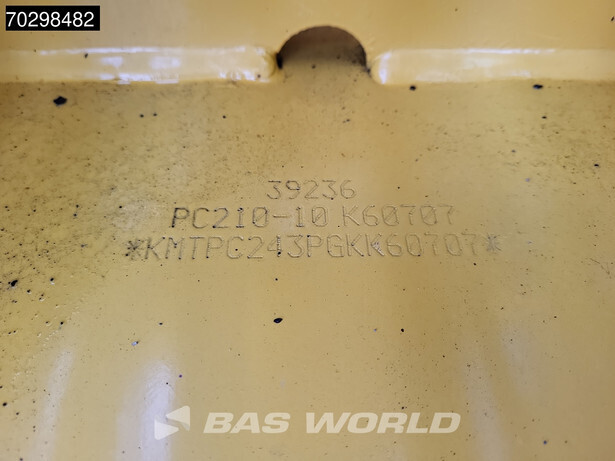 70298482
39236
PC210-10 K60707
*KMTPC243PGKK60707*
BAS WORLD